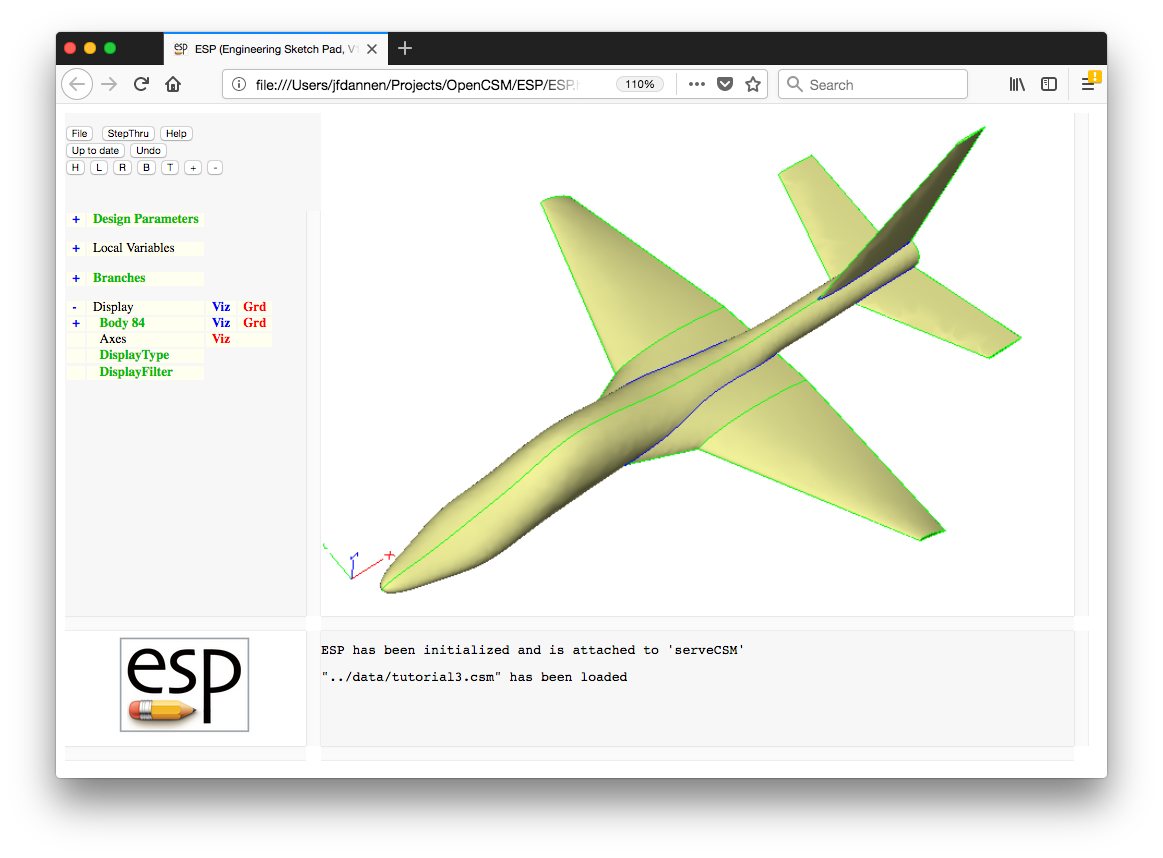 esp ESP (Engineering Sketch Pad, V1
file:///Users/jfdannen/Projects/OpenCSM/ESP/ESP. 110% Search
File StepThru Help
Up to date Undo
H L R B T + -
+ Design Parameters
+ Local Variables
+ Branches
- Display Viz Grd
+ Body 84 Viz Grd
Axes Viz
DisplayType
DisplayFilter
esp
ESP has been initialized and is attached to 'serveCSM'
"../data/tutorial3.csm" has been loaded